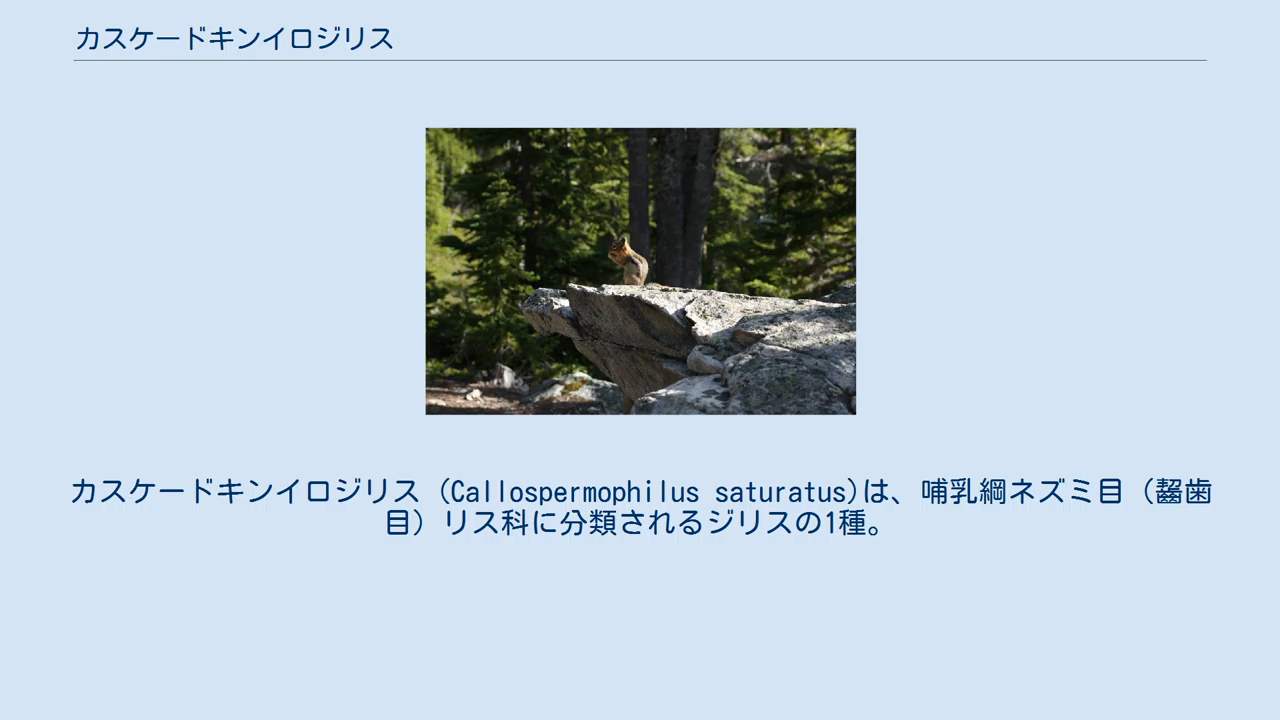 カスケードキンイロジリス
カスケードキンイロジリス（Callospermophilus saturatus)は、哺乳綱ネズミ目（齧歯
目）リス科に分類されるジリスの1種。